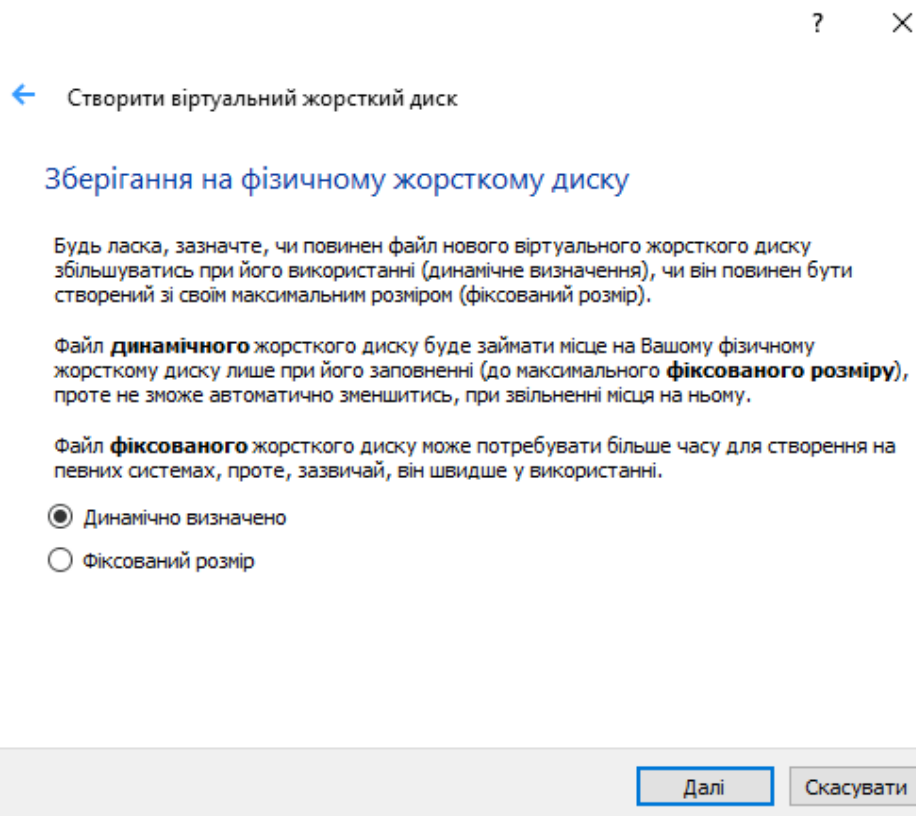 ?
Створити віртуальний жорсткий диск
Зберігання на фізичному жорсткому диску
Будь ласка, зазначте, чи повинен файл нового віртуального жорсткого диску
збільшуватись при його використанні (динамічне визначення), чи він повинен бути
створений зі своїм максимальним розміром (фіксований розмір).
Файл динамічного жорсткого диску буде займати місце на Вашому фізичному
жорсткому диску лише при його заповненні (до максимального фіксованого розміру),
проте не зможе автоматично зменшитись, при звільненні місця на ньому.
Файл фіксованого жорсткого диску може потребувати більше часу для створення на
певних системах, проте, зазвичай, він швидше у використанні.
Динамічно визначено
Фіксований розмір
Далі
Скасувати